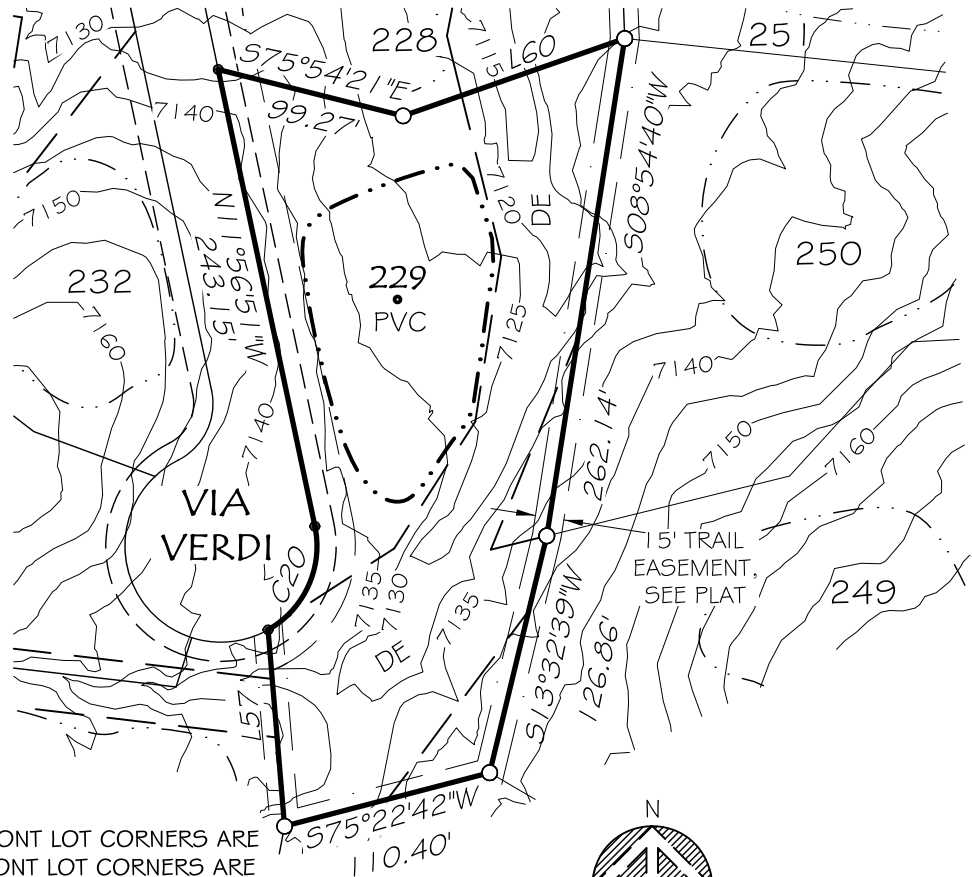 7130
228
7115
L60
251
S75°54'21"E
99.27'
7140
S08°54'40"W
7150
7120
DE
N11°56'51"W
243.15'
232
229
PVC
250
7160
7125
7140
7140
262.14'
7150
7160
VIA
VERDI
15' TRAIL
EASEMENT,
SEE PLAT
C20
7135
7130
7135
249
DE
S13°32'39"W
126.86'
L57
S75°22'42"W
110.40'
N
ONT LOT CORNERS ARE
ONT LOT CORNERS ARE